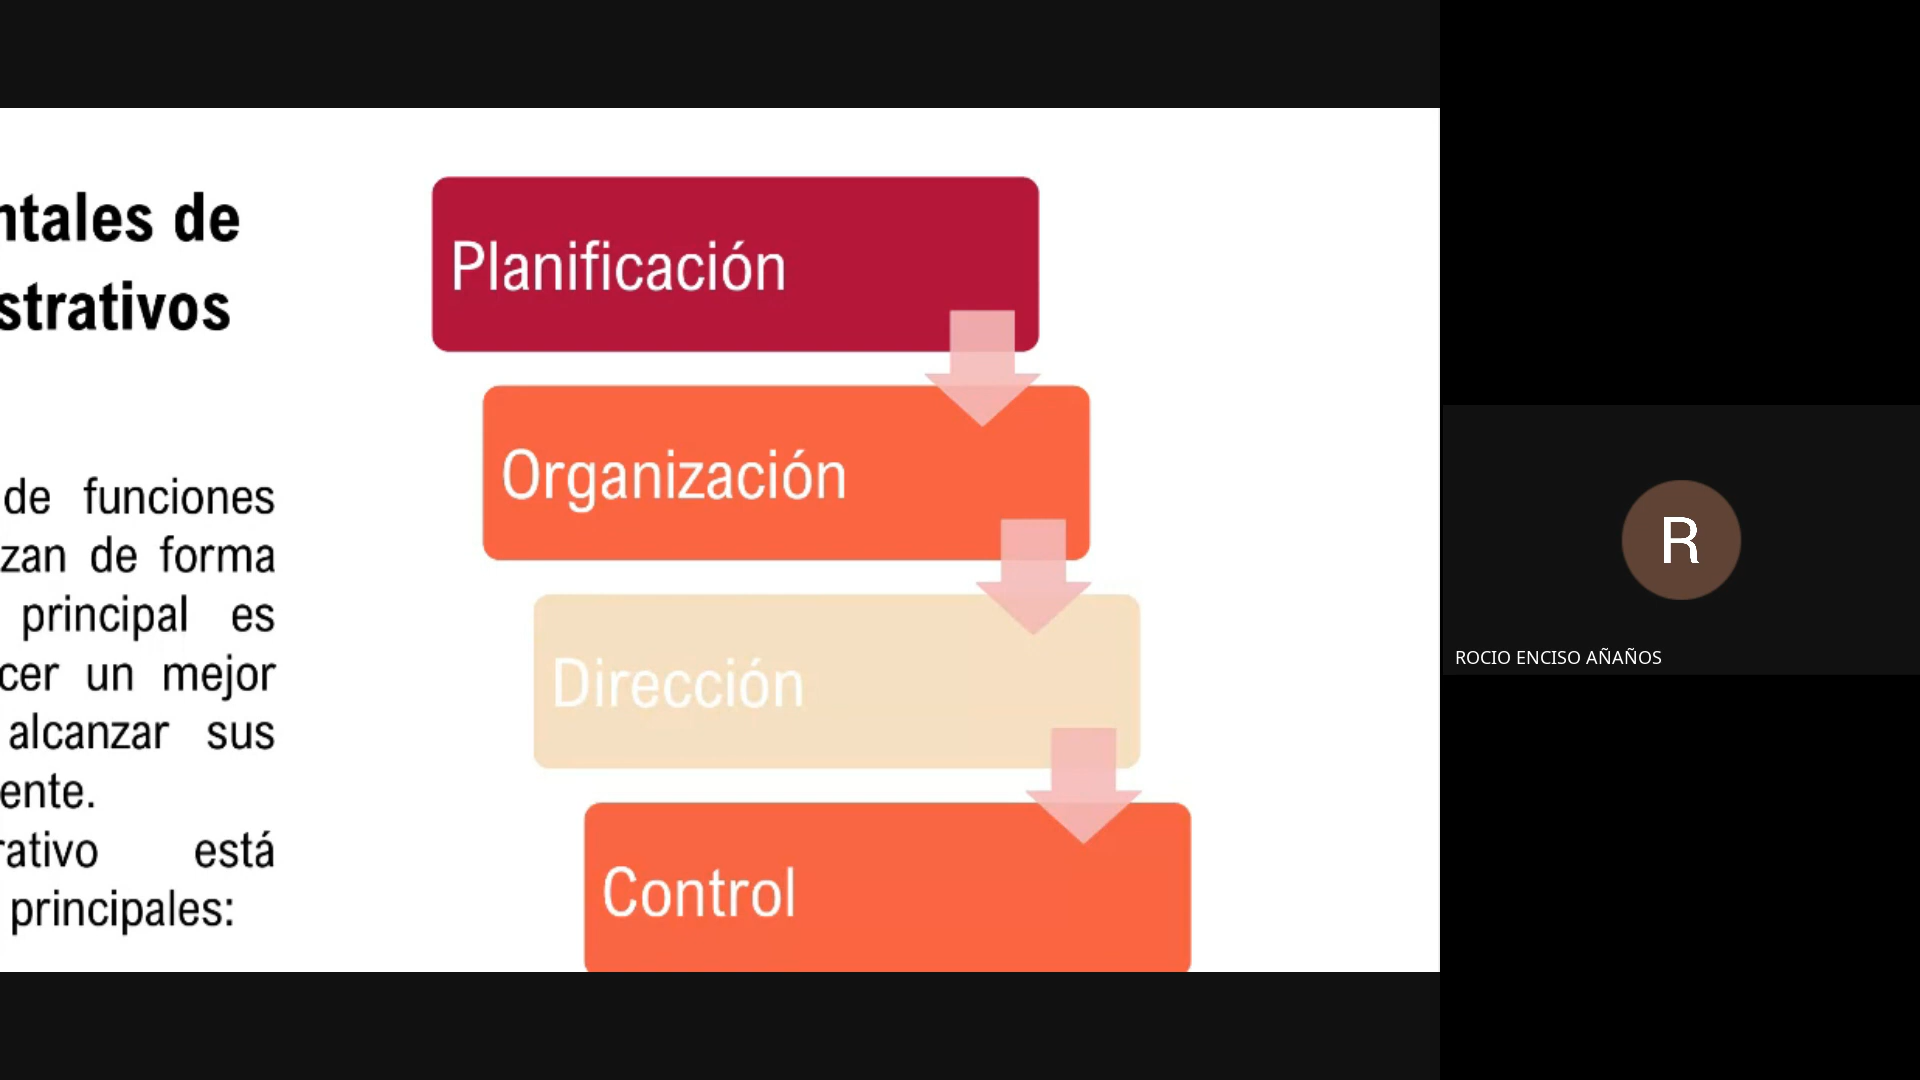 ntales de
strativos
de funciones
zan de forma
principal es
cer un mejor
alcanzar sus
ente.
rativo está
principales:
Planificación
Organización
Dirección
Control
R
ROCIO ENCISO AÑAÑOS